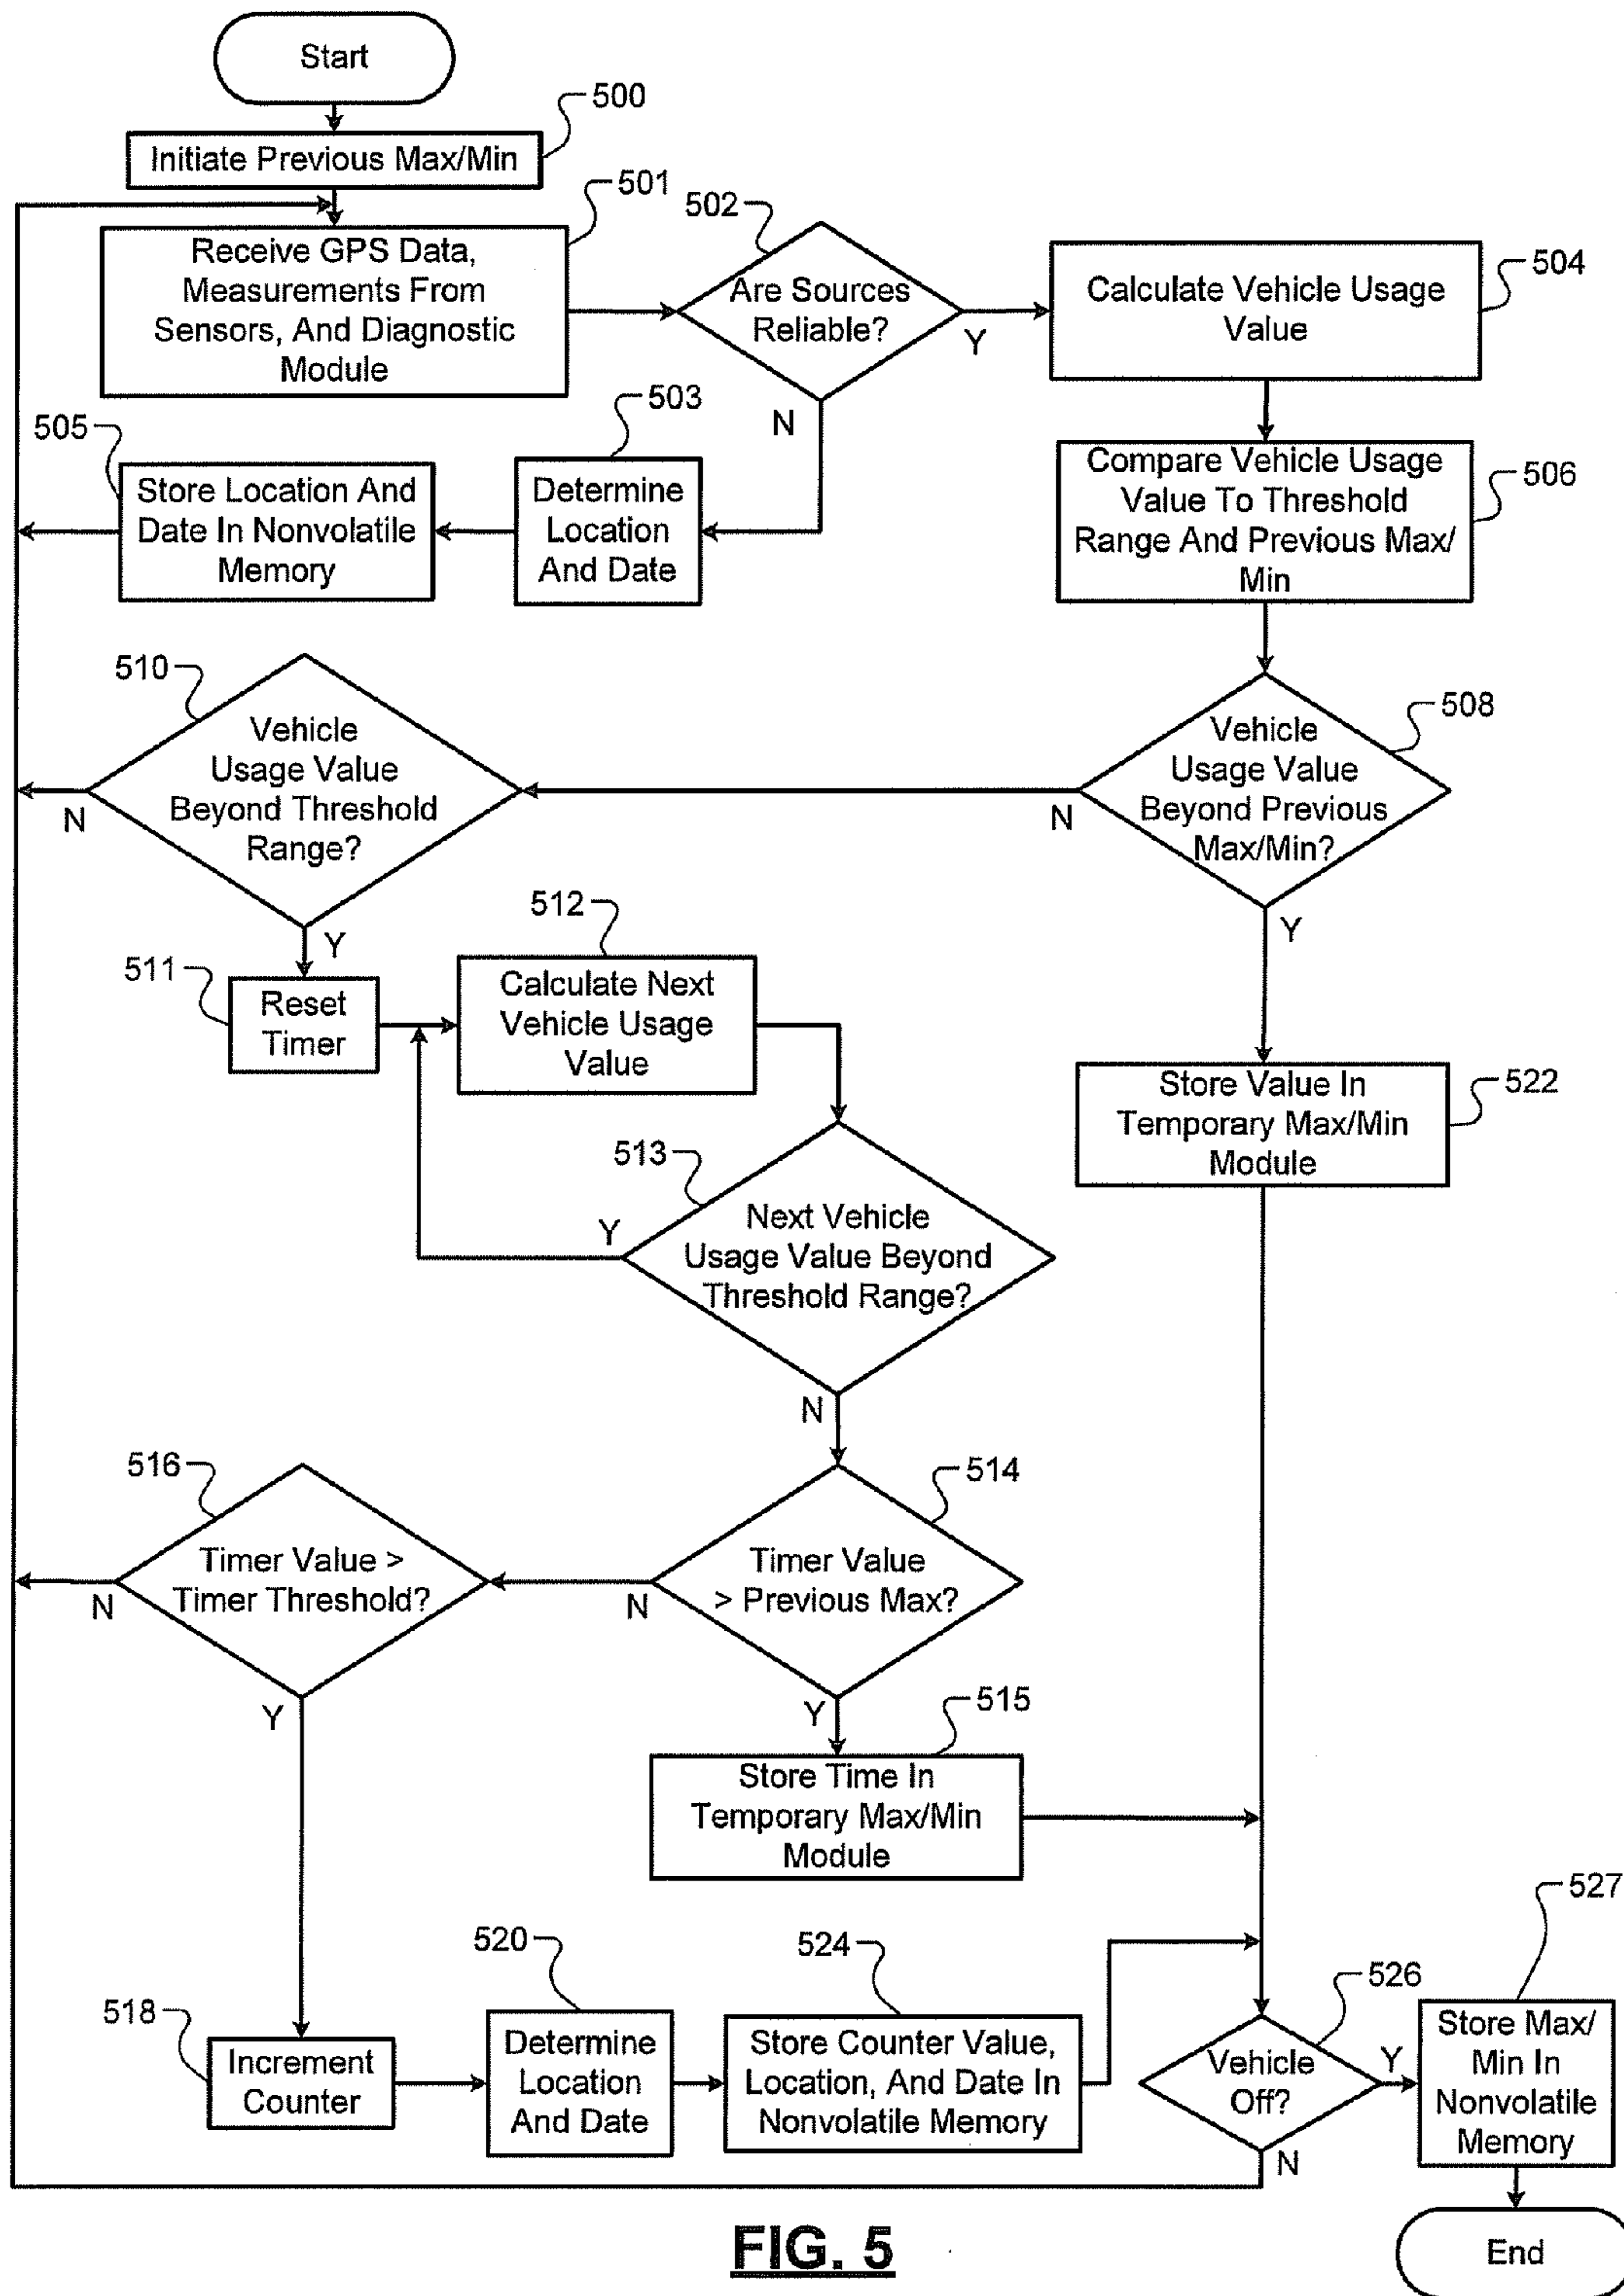 Start
500
Initiate Previous Max/Min
501
Receive GPS Data,
Measurements From
Sensors, And Diagnostic
Module
502
Are Sources
Reliable?
Y
N
504
Calculate Vehicle Usage
Value
503
Determine
Location
And Date
505
Store Location And
Date In Nonvolatile
Memory
506
Compare Vehicle Usage
Value To Threshold
Range And Previous Max/
Min
508
Vehicle
Usage Value
Beyond Previous
Max/Min?
N
Y
510
Vehicle
Usage Value
Beyond Threshold
Range?
N
Y
511
Reset
Timer
512
Calculate Next
Vehicle Usage
Value
513
Next Vehicle
Usage Value Beyond
Threshold Range?
Y
N
522
Store Value In
Temporary Max/Min
Module
514
Timer Value
> Previous Max?
N
Y
516
Timer Value >
Timer Threshold?
N
Y
515
Store Time In
Temporary Max/Min
Module
518
Increment
Counter
520
Determine
Location
And Date
524
Store Counter Value,
Location, And Date In
Nonvolatile Memory
526
Vehicle
Off?
Y
N
527
Store Max/
Min In
Nonvolatile
Memory
End
FIG. 5